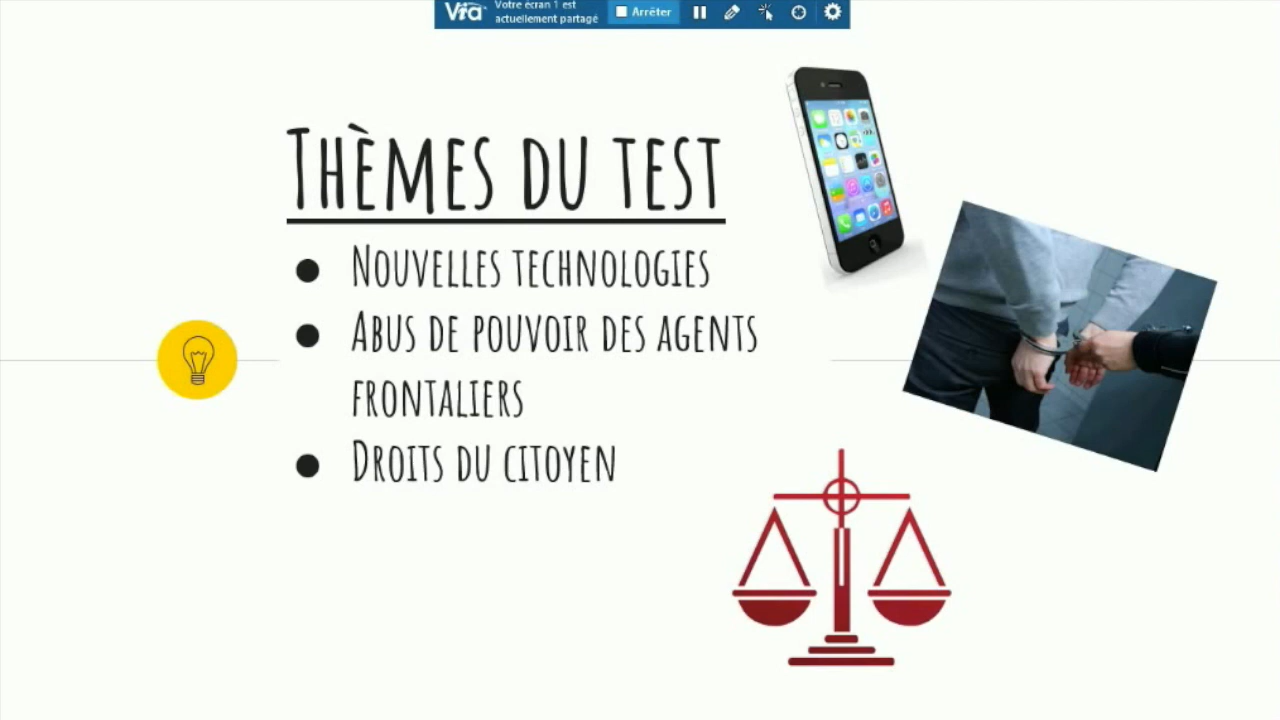 Via
Votre écran 1 est
actuellement partagé
Arrêter
Thèmes du test
● Nouvelles technologies
● Abus de pouvoir des agents
frontaliers
● Droits du citoyen